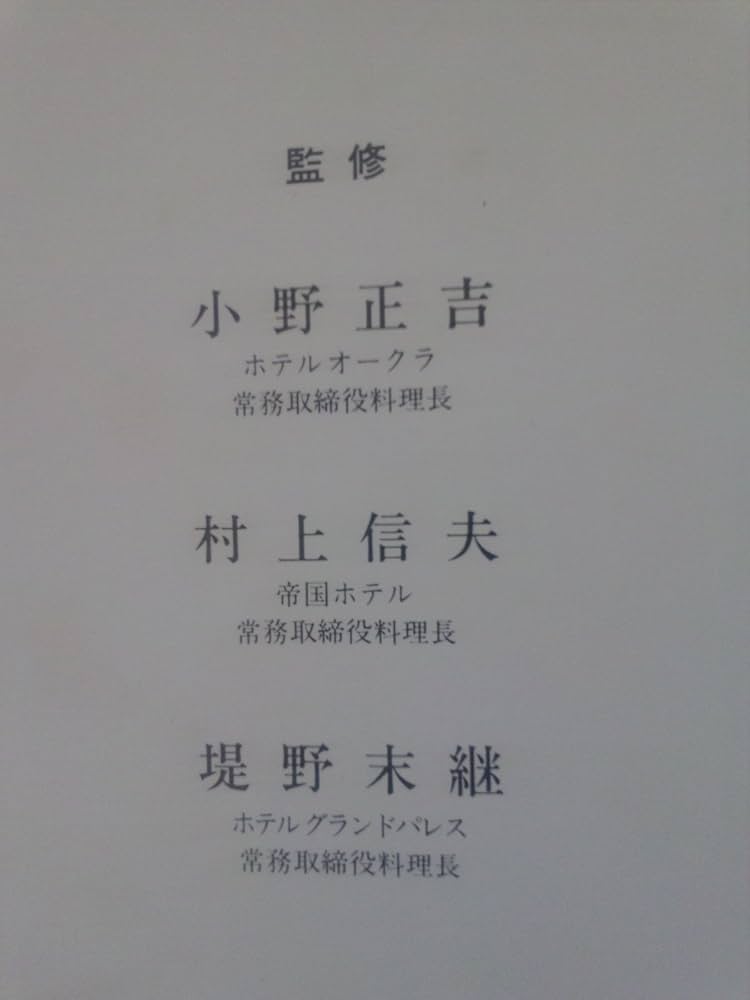 監修
小野正吉
ホテルオークラ
常務取締役料理長
村上信夫
帝国ホテル
常務取締役料理長
堤野末継
ホテルグランドパレス
常務取締役料理長